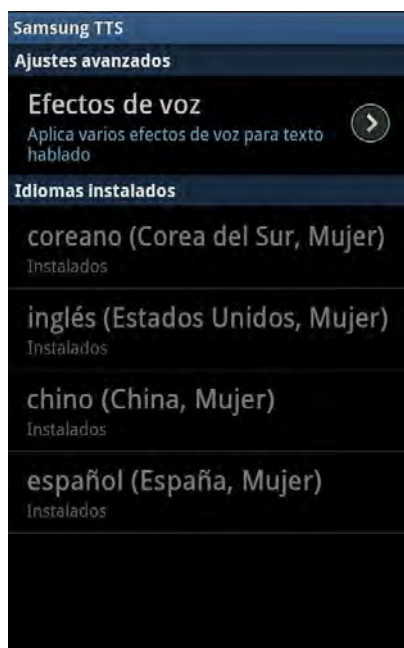 Samsung TTS
Ajustes avanzados
Efectos de voz
Aplica varios efectos de voz para texto
hablado
Idiomas instalados
coreano (Corea del Sur, Mujer)
Instalados
inglés (Estados Unidos, Mujer)
Instalados
chino (China, Mujer)
Instalados
español (España, Mujer)
Instalados